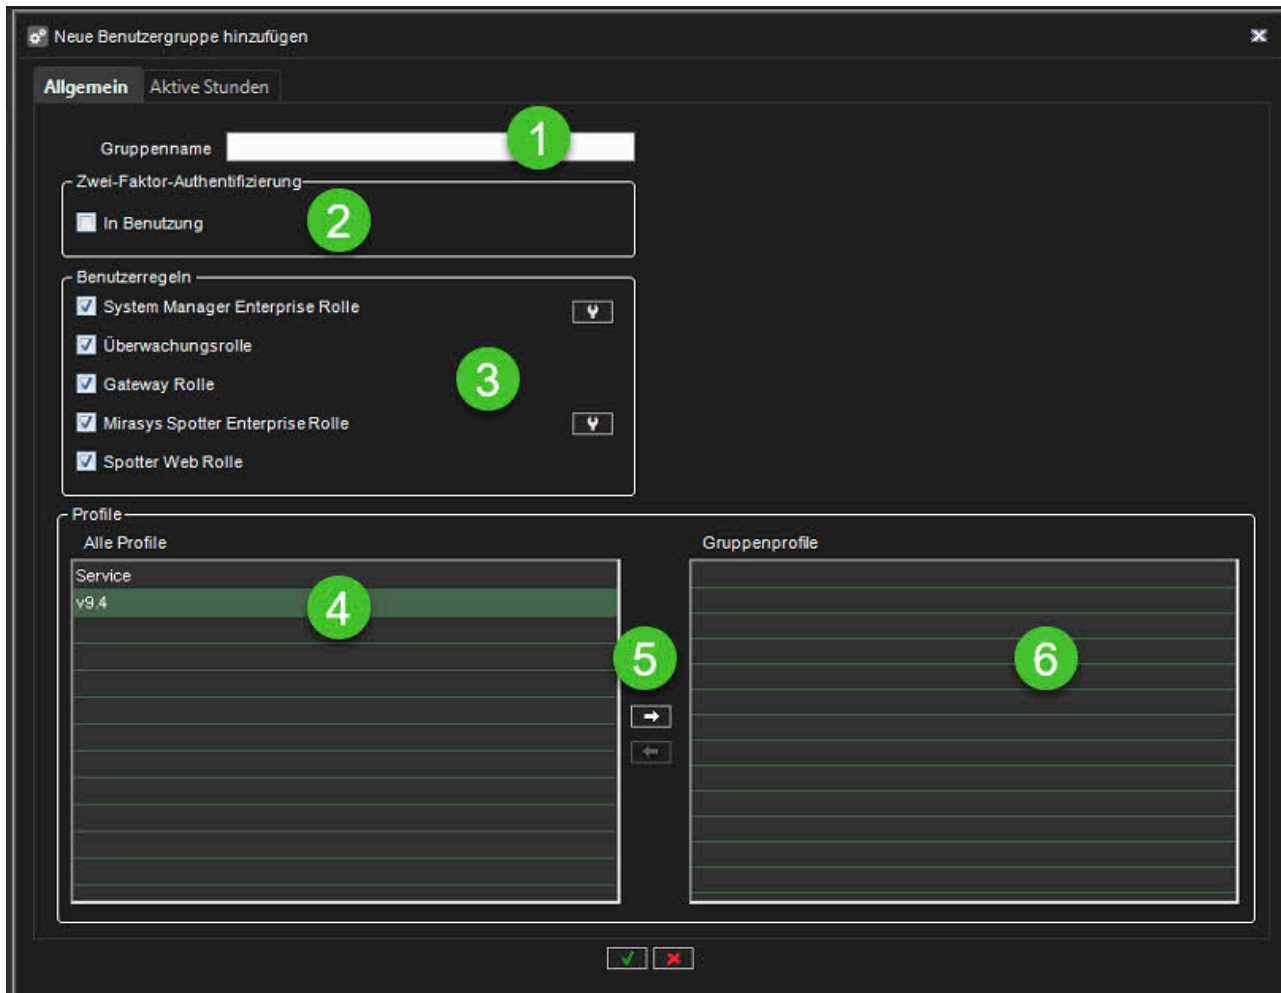 Neue Benutzergruppe hinzufügen
Allgemein Aktive Stunden
Gruppenname 1
Zwei-Faktor-Authentifizierung
In Benutzung 2
Benutzerregeln
System Manager Enterprise Rolle
Überwachungsrolle
Gateway Rolle 3
Mirasys Spotter Enterprise Rolle
Spotter Web Rolle
Profile
Alle Profile Gruppenprofile
Service
v9.4 4
5 6